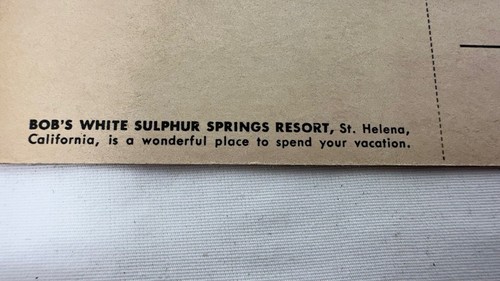 BOB'S WHITE SULPHUR SPRINGS RESORT, St. Helena,
California, is a wonderful place to spend your vacation.